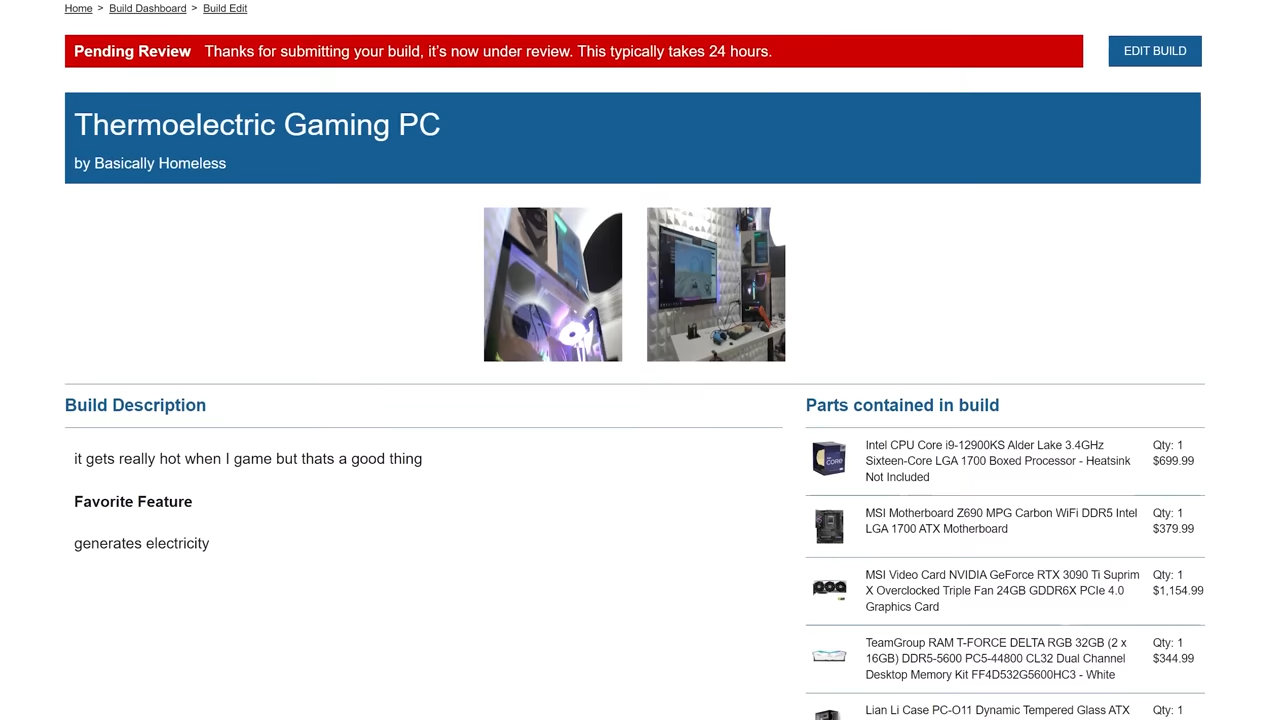 Home > Build Dashboard > Build Edit
Pending Review Thanks for submitting your build, it’s now under review. This typically takes 24 hours.
EDIT BUILD
Thermoelectric Gaming PC
by Basically Homeless
Build Description
it gets really hot when I game but thats a good thing
Favorite Feature
generates electricity
Parts contained in build
Intel CPU Core i9-12900KS Alder Lake 3.4GHz
Sixteen-Core LGA 1700 Boxed Processor - Heatsink
Not Included
Qty: 1
$699.99
MSI Motherboard Z690 MPG Carbon WiFi DDR5 Intel
LGA 1700 ATX Motherboard
Qty: 1
$379.99
MSI Video Card NVIDIA GeForce RTX 3090 Ti Suprim
X Overclocked Triple Fan 24GB GDDR6X PCIe 4.0
Graphics Card
Qty: 1
$1,154.99
TeamGroup RAM T-FORCE DELTA RGB 32GB (2 x
16GB) DDR5-5600 PC5-44800 CL32 Dual Channel
Desktop Memory Kit FF4D532G5600HC3 - White
Qty: 1
$344.99
Lian Li Case PC-O11 Dynamic Tempered Glass ATX
Qty: 1